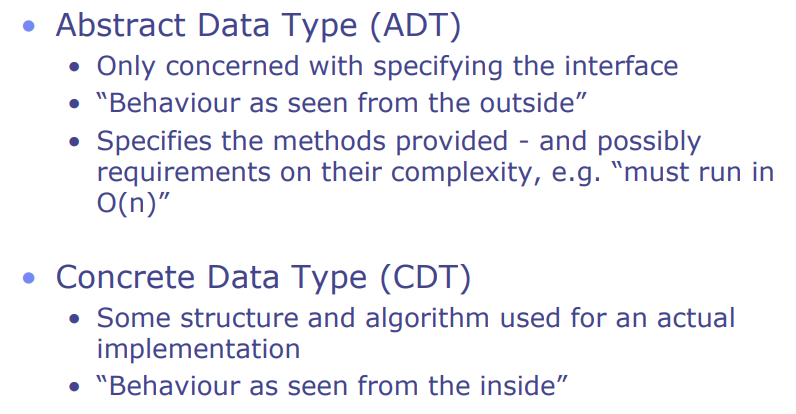 • Abstract Data Type (ADT)
• Only concerned with specifying the interface
• “Behaviour as seen from the outside”
• Specifies the methods provided - and possibly
requirements on their complexity, e.g. “must run in
O(n)”
• Concrete Data Type (CDT)
• Some structure and algorithm used for an actual
implementation
• “Behaviour as seen from the inside”